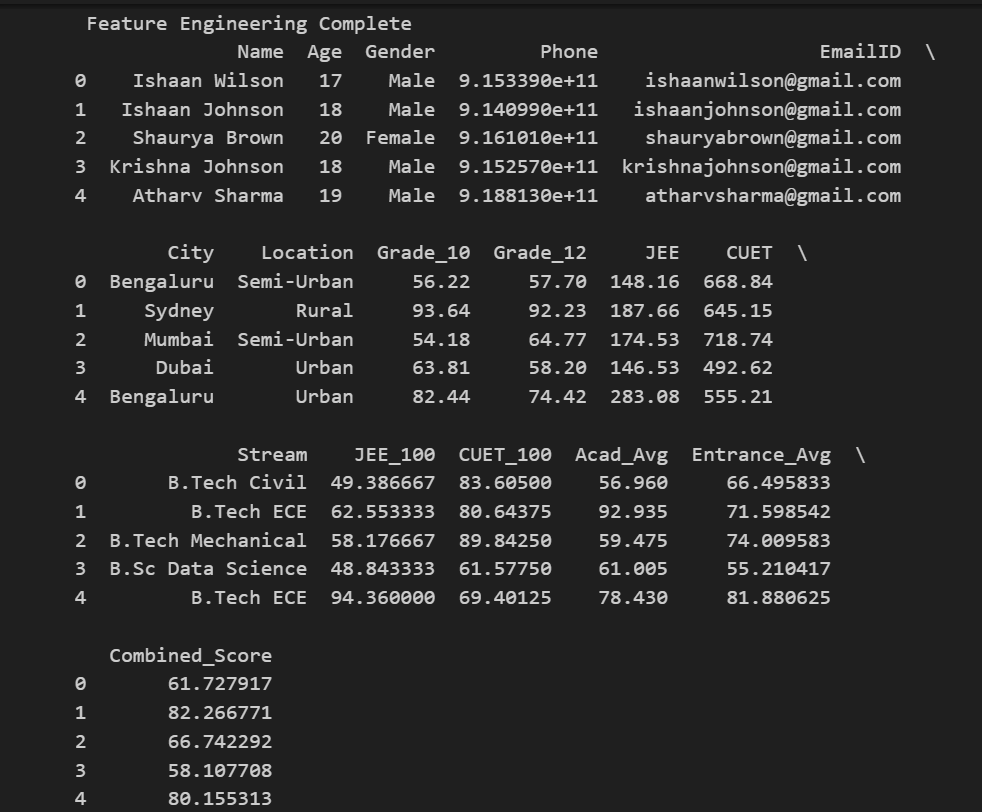 Feature Engineering Complete
Name Age Gender Phone EmailID \
0 Ishaan Wilson 17 Male 9.153390e+11 ishaanwilson@gmail.com
1 Ishaan Johnson 18 Male 9.140990e+11 ishaanjohnson@gmail.com
2 Shaurya Brown 20 Female 9.161010e+11 shauryabrown@gmail.com
3 Krishna Johnson 18 Male 9.152570e+11 krishnajohnson@gmail.com
4 Atharv Sharma 19 Male 9.188130e+11 atharvsharma@gmail.com
City Location Grade_10 Grade_12 JEE CUET \
0 Bengaluru Semi-Urban 56.22 57.70 148.16 668.84
1 Sydney Rural 93.64 92.23 187.66 645.15
2 Mumbai Semi-Urban 54.18 64.77 174.53 718.74
3 Dubai Urban 63.81 58.20 146.53 492.62
4 Bengaluru Urban 82.44 74.42 283.08 555.21
Stream JEE_100 CUET_100 Acad_Avg Entrance_Avg \
0 B.Tech Civil 49.386667 83.60500 56.960 66.495833
1 B.Tech ECE 62.553333 80.64375 92.935 71.598542
2 B.Tech Mechanical 58.176667 89.84250 59.475 74.009583
3 B.Sc Data Science 48.843333 61.57750 61.005 55.210417
4 B.Tech ECE 94.360000 69.40125 78.430 81.880625
Combined_Score
0 61.727917
1 82.266771
2 66.742292
3 58.107708
4 80.155313